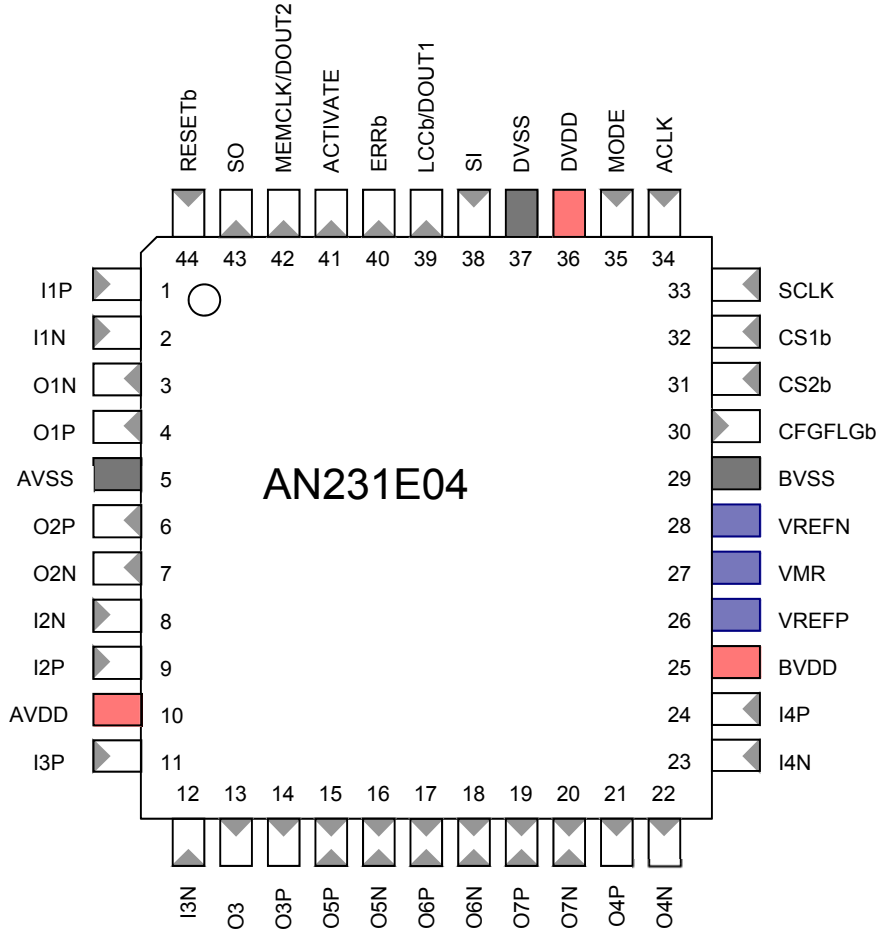 RESETb
SO
MEMCLK/DOUT2
ACTIVATE
ERRb
LCCb/DOUT1
SI
DVSS
DVDD
MODE
ACLK
44 43 42 41 40 39 38 37 36 35 34
I1P 1
I1N 2
O1N 3
O1P 4
AVSS 5
O2P 6
O2N 7
I2N 8
I2P 9
AVDD 10
I3P 11
AN231E04
33 SCLK
32 CS1b
31 CS2b
30 CFGFLGb
29 BVSS
28 VREFN
27 VMR
26 VREFP
25 BVDD
24 I4P
23 I4N
12 13 14 15 16 17 18 19 20 21 22
I3N
O3
O3P
O5P
O5N
O6P
O6N
O7P
O7N
O4P
O4N